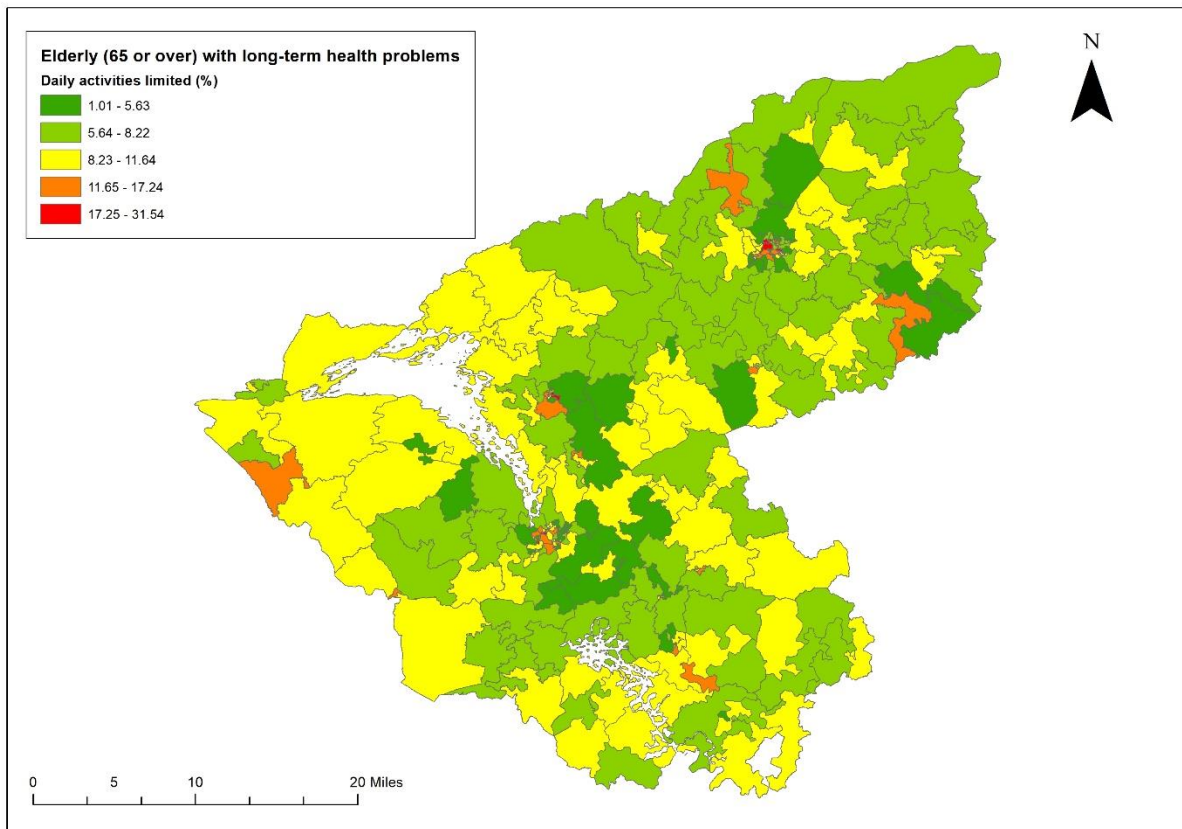 Elderly (65 or over) with long-term health problems
Daily activities limited (%)
1.01 - 5.63
5.64 - 8.22
8.23 - 11.64
11.65 - 17.24
17.25 - 31.54
N
0 5 10 20 Miles